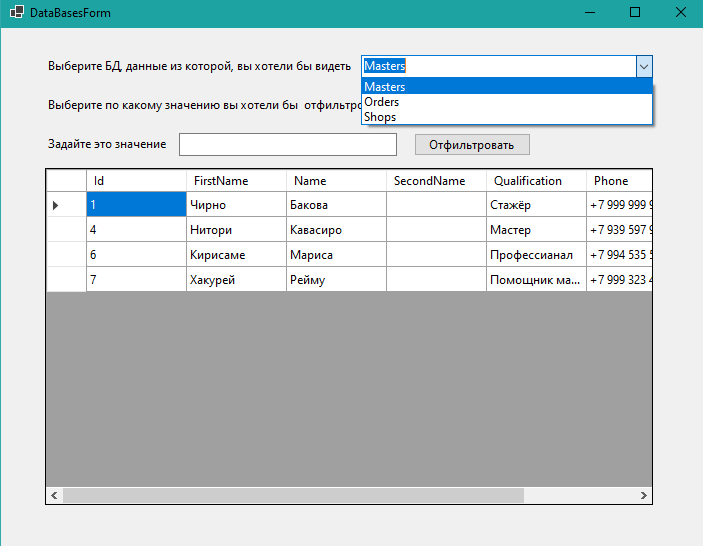 DataBasesForm
Выберите БД, данные из которой, вы хотели бы видеть Masters
Masters
Выберите по какому значению вы хотели бы отфильтро
Orders
Shops
Задайте это значение Отфильтровать
Id FirstName Name SecondName Qualification Phone
1 Чирно Бакова Стажёр +7 999 999 9
4 Нитори Кавасиро Мастер +7 939 597 9
6 Кирисаме Мариса Профессианал +7 994 535 5
7 Хакурей Рейму Помощник ма... +7 999 323 4